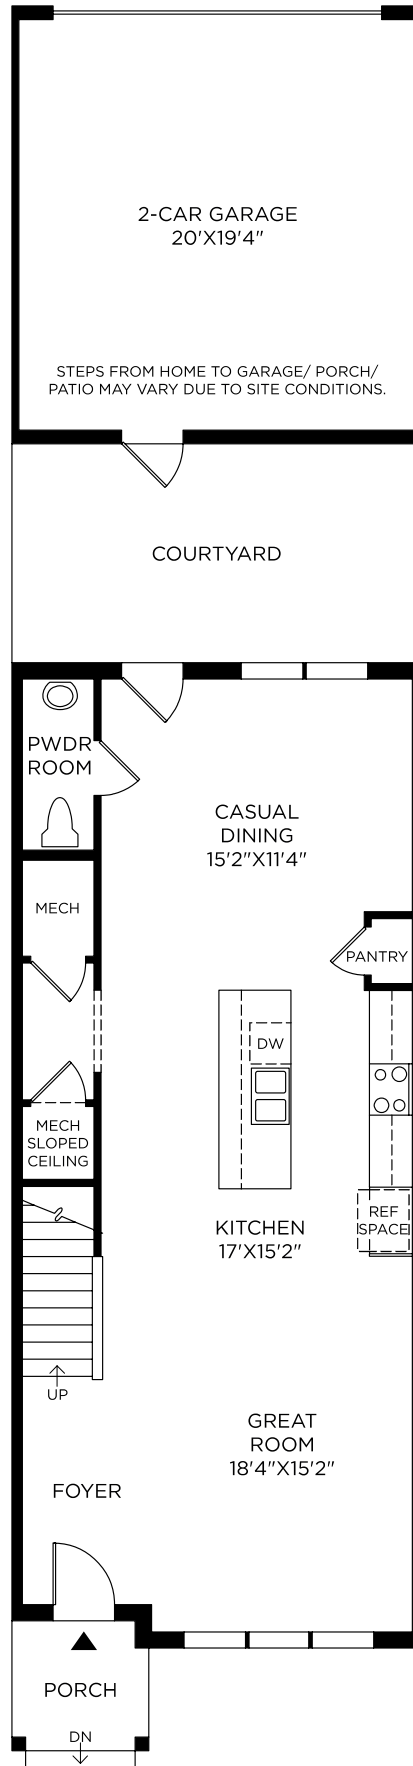 2-CAR GARAGE
20'X19'4"
STEPS FROM HOME TO GARAGE/ PORCH/
PATIO MAY VARY DUE TO SITE CONDITIONS.
COURTYARD
PWDR
ROOM
CASUAL
DINING
15'2"X11'4"
MECH
PANTRY
DW
MECH
SLOPED
CEILING
REF
SPACE
KITCHEN
17'X15'2"
UP
GREAT
ROOM
18'4"X15'2"
FOYER
PORCH
DN